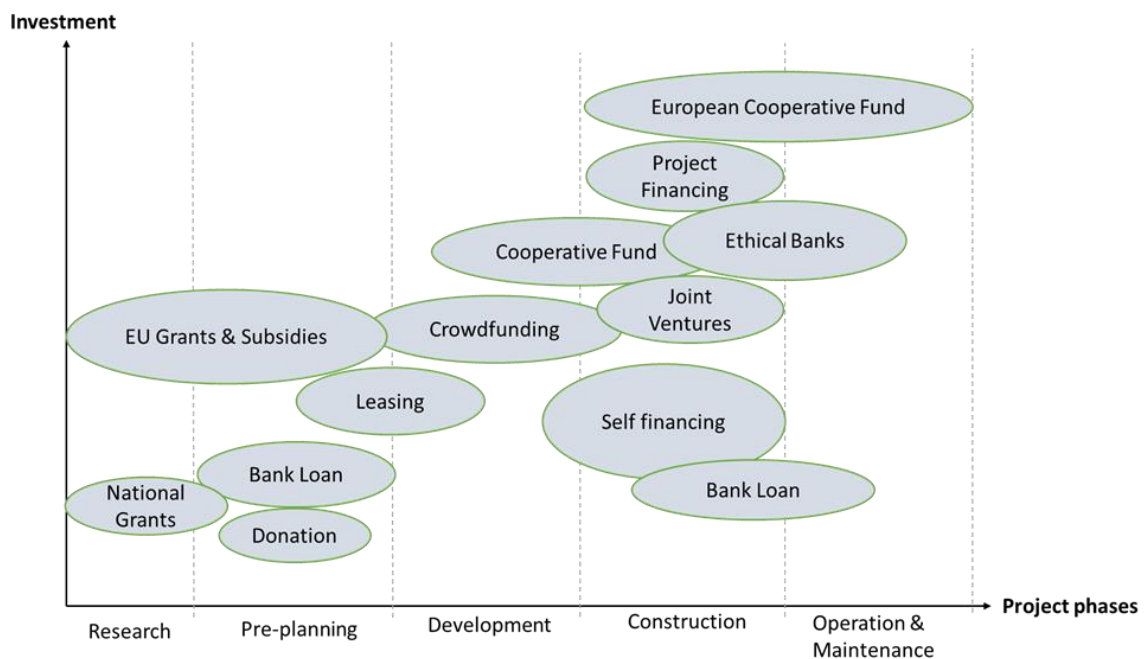 Investment
European Cooperative Fund
Project
Financing
Ethical Banks
Cooperative Fund
Joint
Ventures
EU Grants & Subsidies
Crowdfunding
Leasing
Self financing
Bank Loan
National
Grants
Bank Loan
Donation
Project phases
Research
Pre-planning
Development
Construction
Operation &
Maintenance